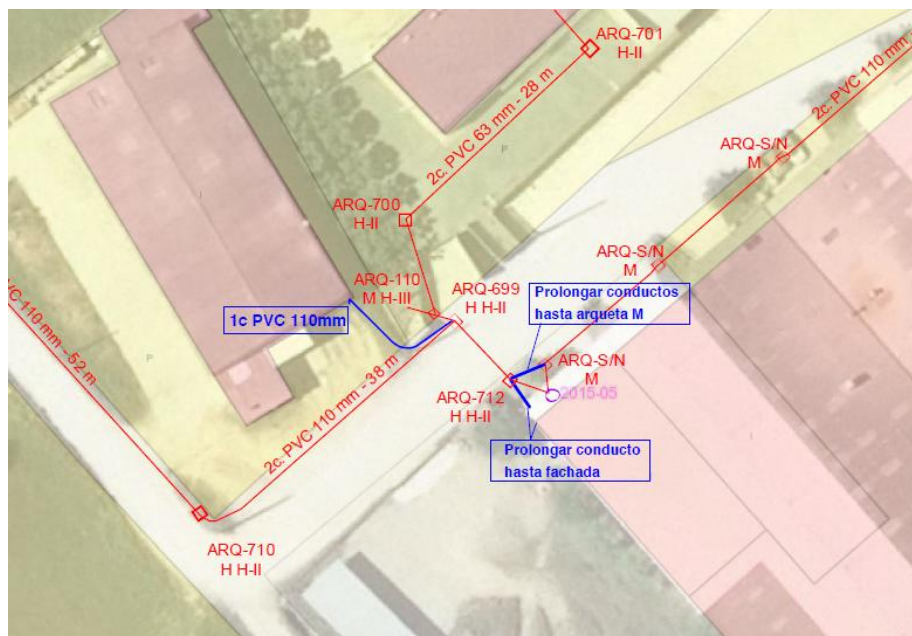 ARQ-701
H-II
2c. PVC 63 mm - 28 m
2c. PVC 110 mm
ARQ-S/N
M
ARQ-700
H-II
ARQ-S/N
M
ARQ-110
M H-III
ARQ-699
H H-II
Prolongar conductos
hasta arqueta M
1c PVC 110mm
PVC 110 mm - 52 m
P
P
I
2c. PVC 110 mm - 38 m
ARQ-S/N
M
2015-05
ARQ-712
H H-II
Prolongar conducto
hasta fachada
ARQ-710
H H-II